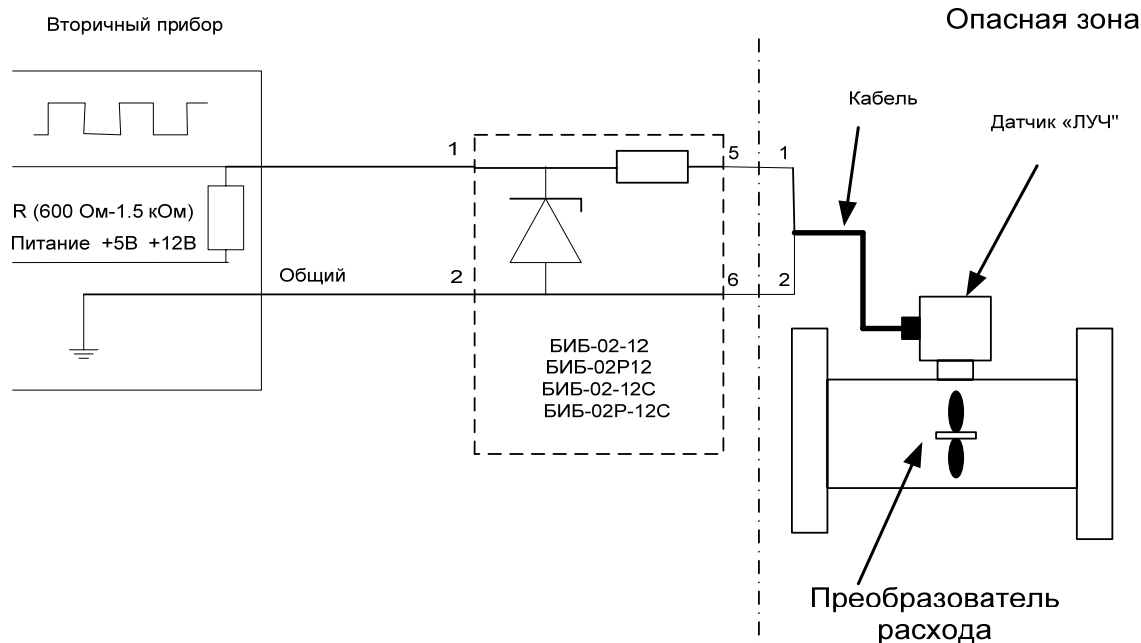 Опасная зона
Вторичный прибор
Кабель
Датчик «ЛУЧ"
1
5
1
R (600 Ом-1.5 кОм)
Питание +5В +12В
Общий
2
6
2
БИБ-02-12
БИБ-02Р12
БИБ-02-12С
БИБ-02Р-12С
Преобразователь
расхода